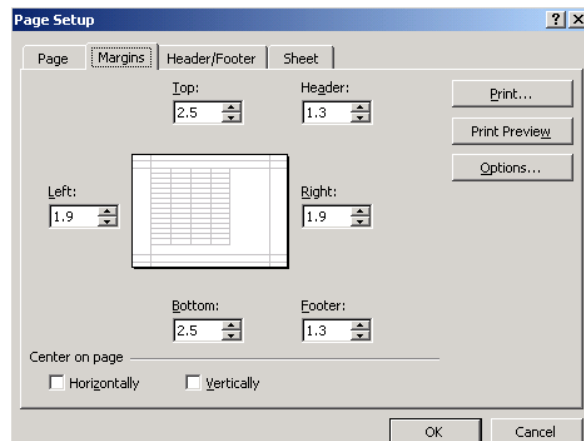 Page Setup
Page Margins Header/Footer Sheet
Top: Header:
2.5 1.3
Print...
Print Preview
Options...
Left: Right:
1.9 1.9
Bottom: Footer:
2.5 1.3
Center on page
Horizontally Vertically
OK Cancel